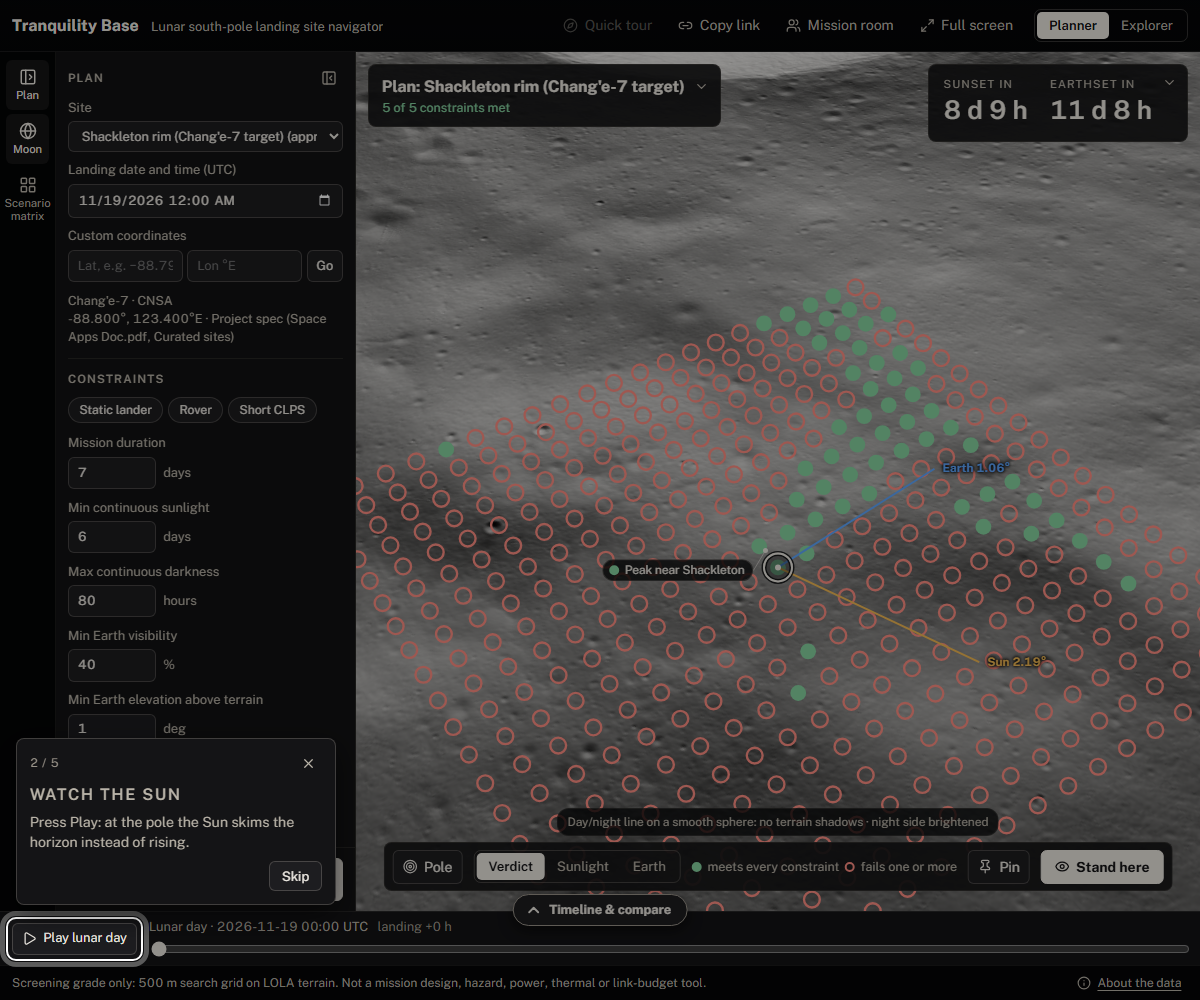 Tranquility Base
Lunar south-pole landing site navigator
Quick tour
Copy link
Mission room
Full screen
Planner
Explorer
Plan
Moon
Scenario
matrix
PLAN
Site
Shackleton rim (Chang'e-7 target) (appr
Landing date and time (UTC)
11/19/2026 12:00 AM
Custom coordinates
Lat, e.g. −88.79
Lon °E
Go
Chang'e-7 · CNSA
-88.800°, 123.400°E · Project spec (Space
Apps Doc.pdf, Curated sites)
CONSTRAINTS
Static lander
Rover
Short CLPS
Mission duration
7 days
Min continuous sunlight
6 days
Max continuous darkness
80 hours
Min Earth visibility
40 %
Min Earth elevation above terrain
1 deg
2 / 5
WATCH THE SUN
Press Play: at the pole the Sun skims the
horizon instead of rising.
Skip
Plan: Shackleton rim (Chang'e-7 target)
5 of 5 constraints met
SUNSET IN
8 d 9 h
EARTHSET IN
11 d 8 h
Earth 1.06°
Peak near Shackleton
Sun 2.19°
Day/night line on a smooth sphere: no terrain shadows · night side brightened
Pole
Verdict
Sunlight
Earth
meets every constraint
fails one or more
Pin
Stand here
Timeline & compare
Play lunar day
Lunar day · 2026-11-19 00:00 UTC landing +0 h
Screening grade only: 500 m search grid on LOLA terrain. Not a mission design, hazard, power, thermal or link-budget tool.
About the data